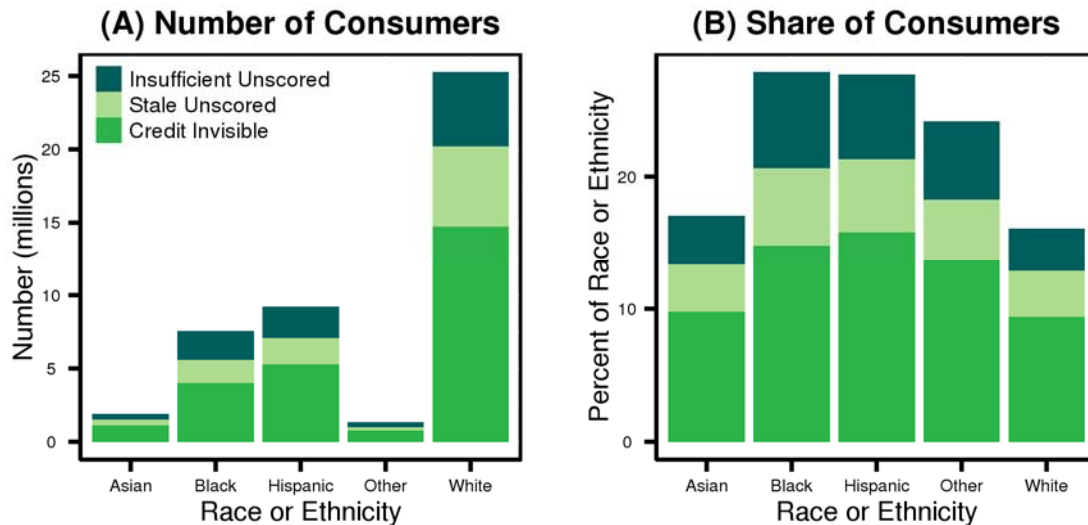 (A) Number of Consumers
Number (millions)
25
20
15
10
5
0
Insufficient Unscored
Stale Unscored
Credit Invisible
Asian
Black
Hispanic
Other
White
Race or Ethnicity
(B) Share of Consumers
Percent of Race or Ethnicity
20
10
0
Asian
Black
Hispanic
Other
White
Race or Ethnicity